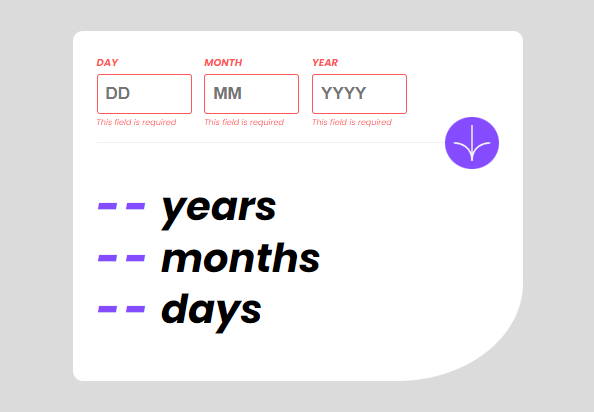 DAY MONTH YEAR
DD MM YYYY
This field is required This field is required This field is required
-- years
-- months
-- days